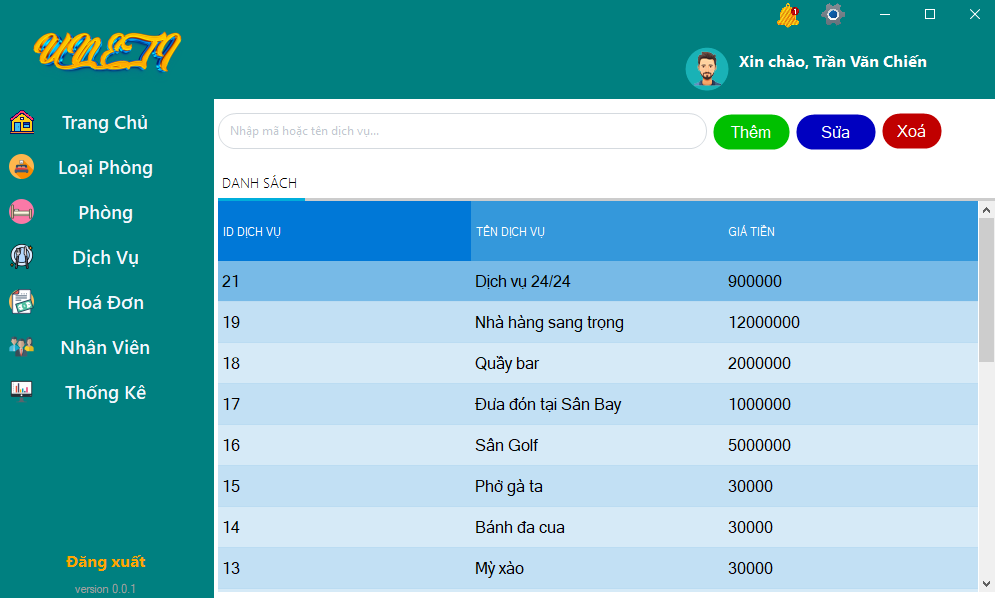 1
UNETI
Xin chào, Trần Văn Chiến
Trang Chủ
Loại Phòng
Phòng
Dịch Vụ
Hoá Đơn
Nhân Viên
Thống Kê
Đăng xuất
version 0.0.1
Nhập mã hoặc tên dịch vụ...
Thêm
Sửa
Xoá
DANH SÁCH
ID DỊCH VỤ TÊN DỊCH VỤ GIÁ TIỀN
21 Dịch vụ 24/24 900000
19 Nhà hàng sang trọng 12000000
18 Quầy bar 2000000
17 Đưa đón tại Sân Bay 1000000
16 Sân Golf 5000000
15 Phở gà ta 30000
14 Bánh đa cua 30000
13 Mỳ xào 30000